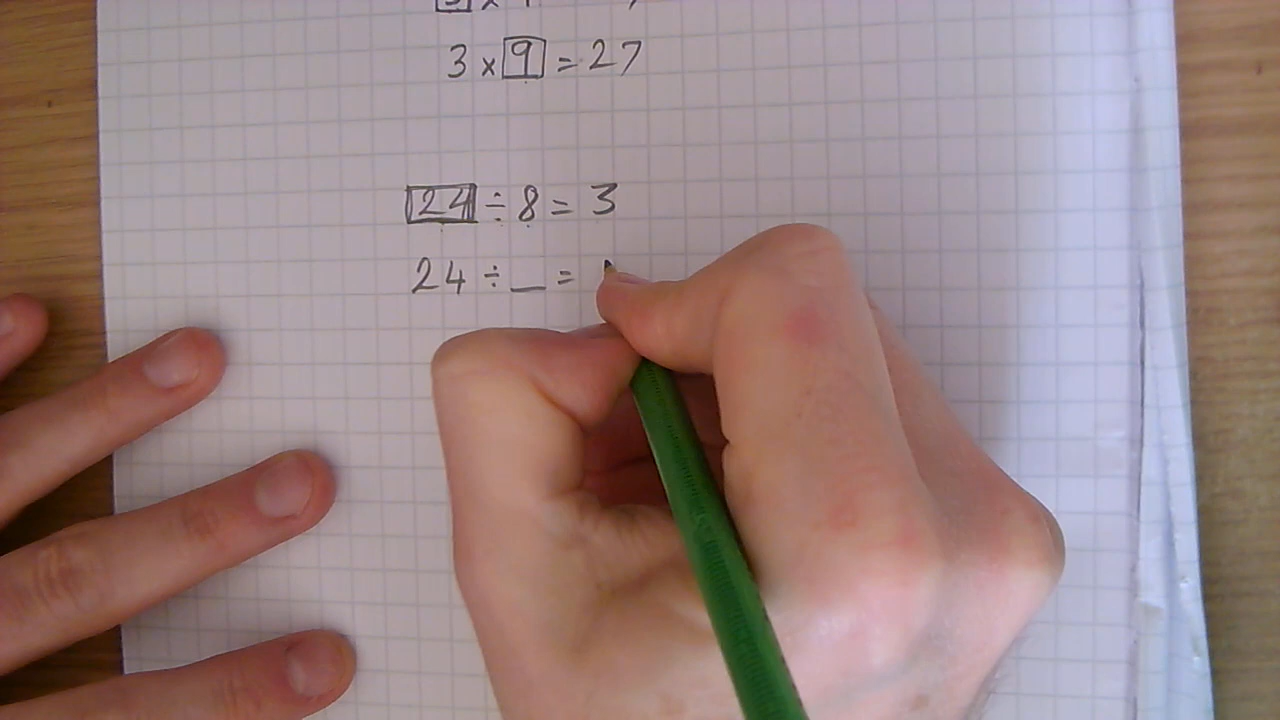 3 × 9 = 27
24 ÷ 8 = 3
24 ÷ _ =